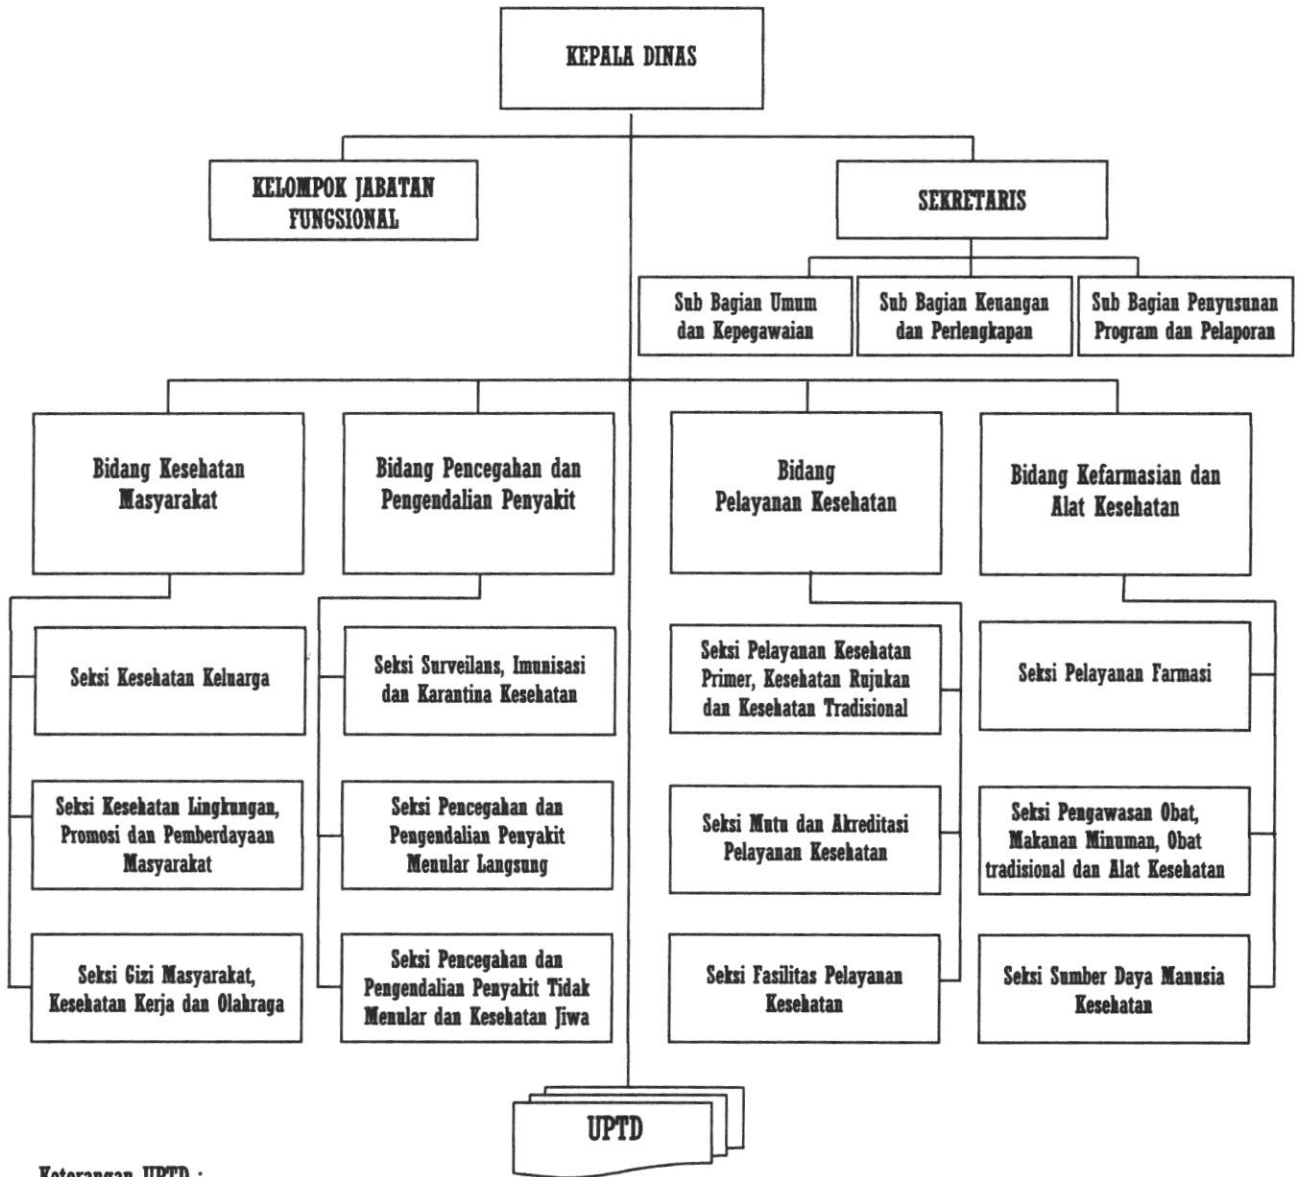 KEPALA DINAS
KELOMPOK JABATAN
FUNGSIONAL
SEKRETARIS
Sub Bagian Umum
dan Kepegawaian
Sub Bagian Keuangan
dan Perlengkapan
Sub Bagian Penyusunan
Program dan Pelaporan
Bidang Kesehatan
Masyarakat
Bidang Pencegahan dan
Pengendalian Penyakit
Bidang
Pelayanan Kesehatan
Bidang Kefarmasian dan
Alat Kesehatan
Seksi Kesehatan Keluarga
Seksi Surveilans, Imunisasi
dan Karantina Kesehatan
Seksi Pelayanan Kesehatan
Primer, Kesehatan Rujukan
dan Kesehatan Tradisional
Seksi Pelayanan Farmasi
Seksi Kesehatan Lingkungan,
Promosi dan Pemberdayaan
Masyarakat
Seksi Pencegahan dan
Pengendalian Penyakit
Menular Langsung
Seksi Mutu dan Akreditasi
Pelayanan Kesehatan
Seksi Pengawasan Obat,
Makanan Minuman, Obat
tradisional dan Alat Kesehatan
Seksi Gizi Masyarakat,
Kesehatan Kerja dan Olahraga
Seksi Pencegahan dan
Pengendalian Penyakit Tidak
Menular dan Kesehatan Jiwa
Seksi Fasilitas Pelayanan
Kesehatan
Seksi Sumber Daya Manusia
Kesehatan
UPTD
Keterangan UPTD :